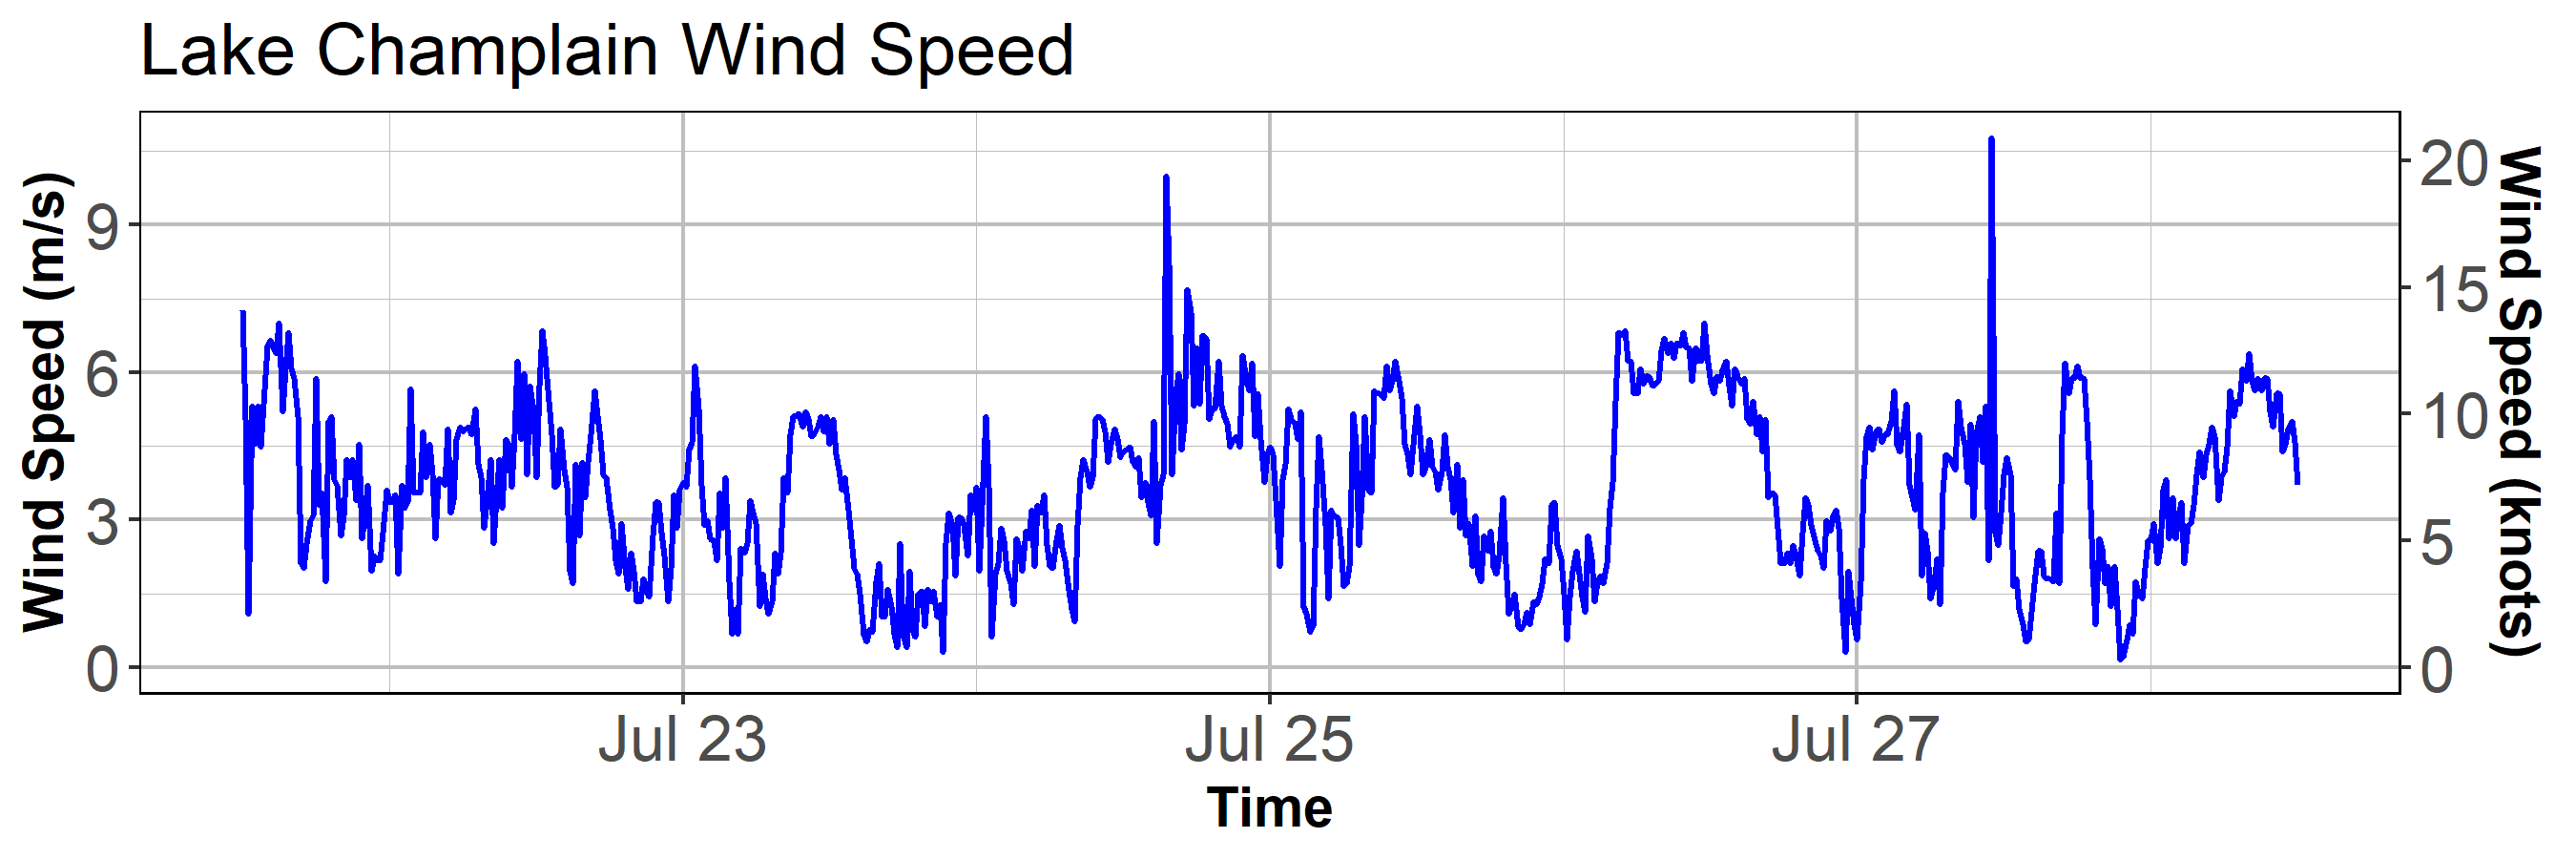 Lake Champlain Wind Speed
Wind Speed (m/s)
9
6
3
0
20
15
10
5
0
Wind Speed (knots)
Jul 23
Jul 25
Jul 27
Time